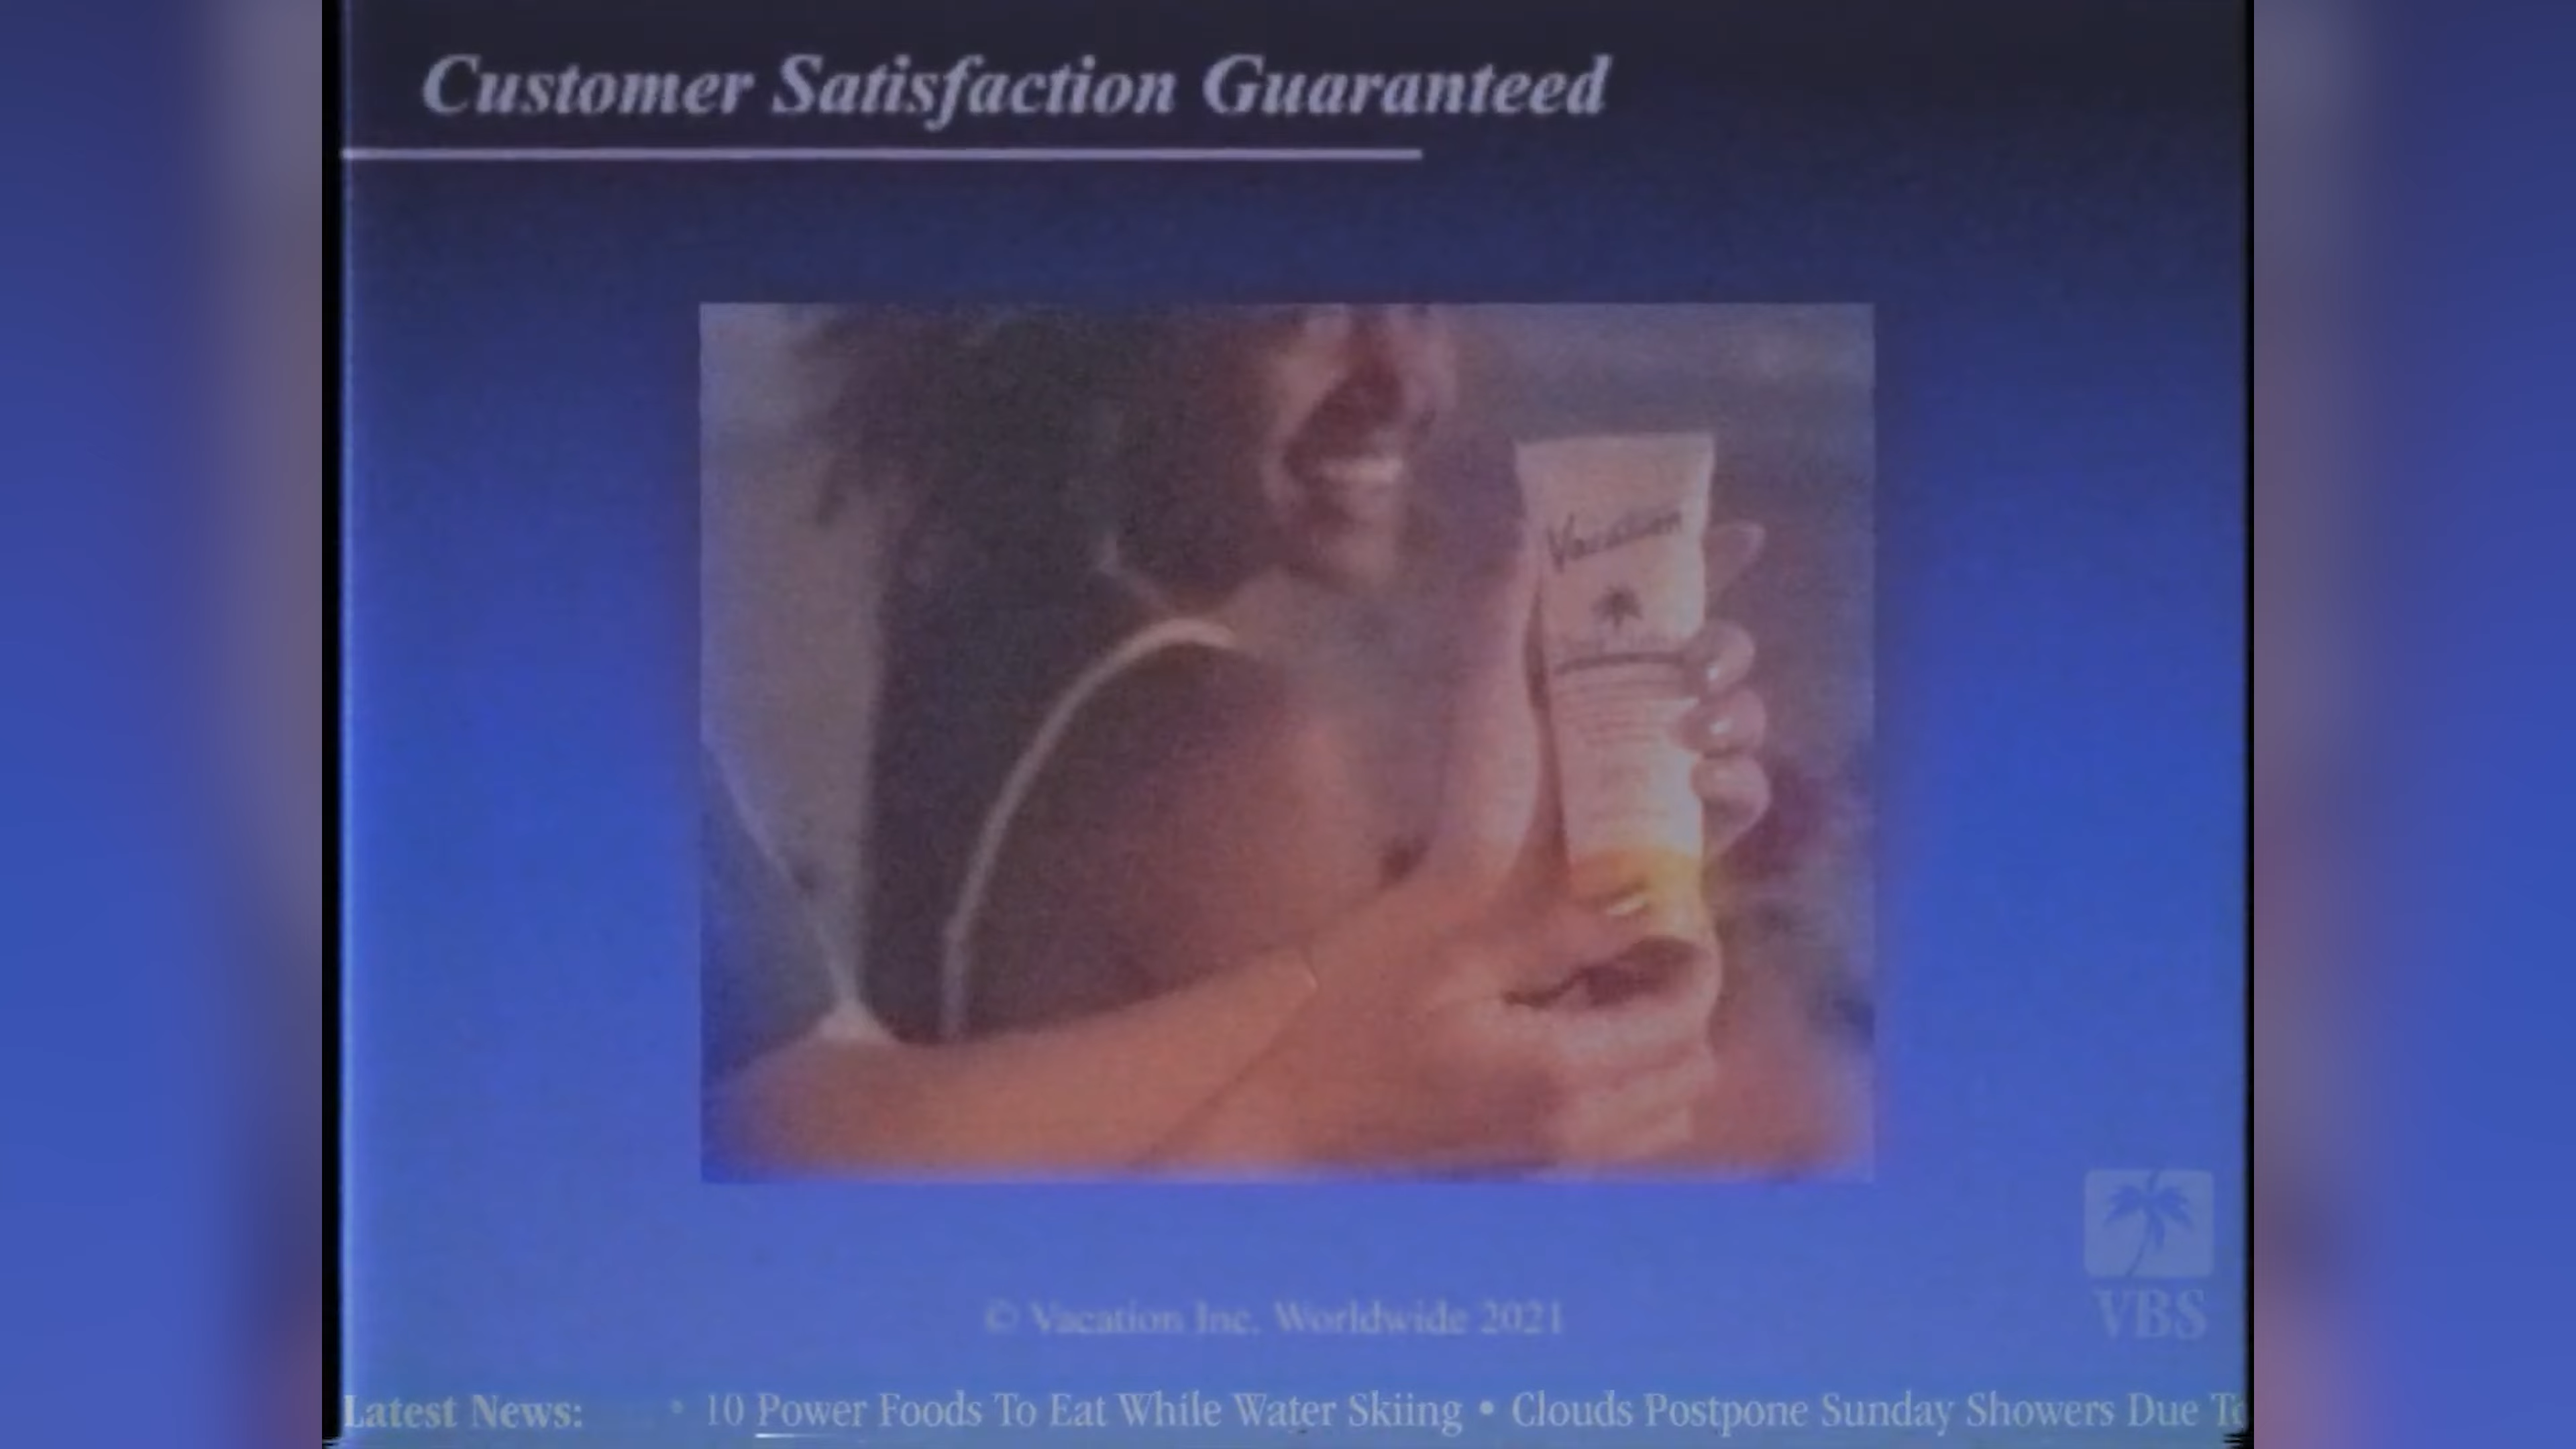 Customer Satisfaction Guaranteed
Vacation
© Vacation Inc. Worldwide 2021
VBS
Latest News: • 10 Power Foods To Eat While Water Skiing • Clouds Postpone Sunday Showers Due To